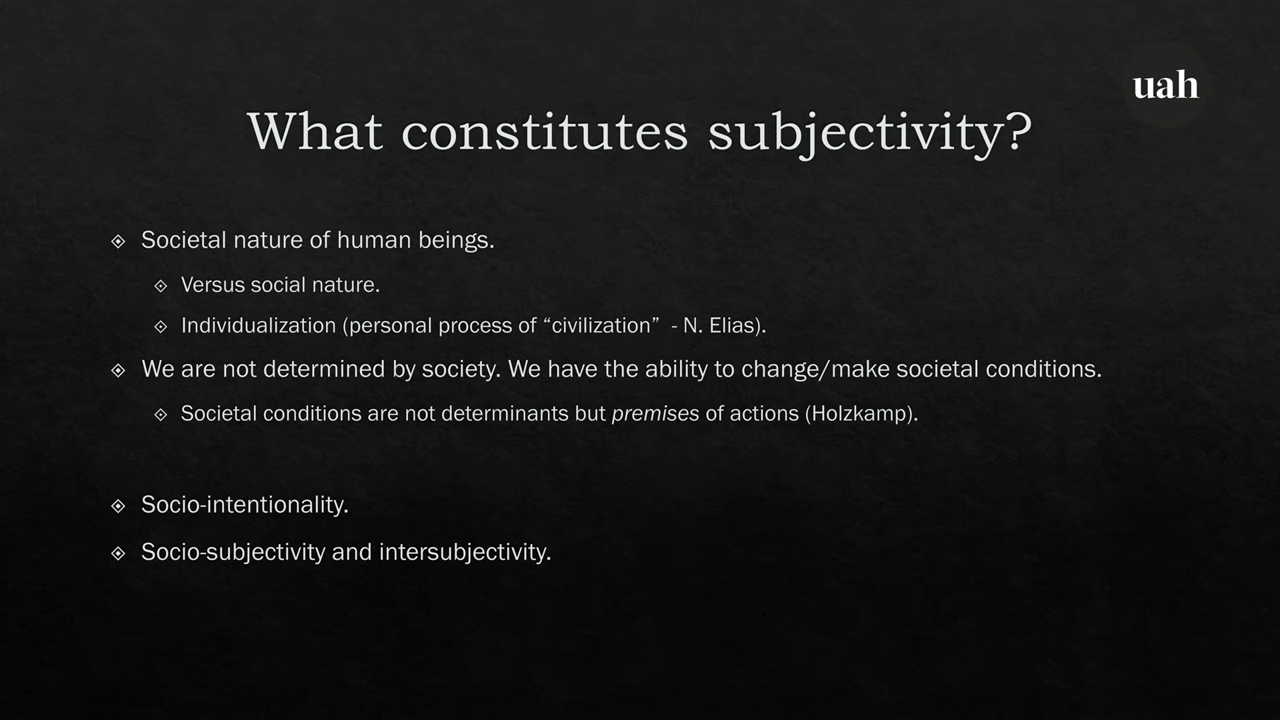 uah
What constitutes subjectivity?
Societal nature of human beings.
Versus social nature.
Individualization (personal process of “civilization”  - N. Elias).
We are not determined by society. We have the ability to change/make societal conditions.
Societal conditions are not determinants but premises of actions (Holzkamp).
Socio-intentionality.
Socio-subjectivity and intersubjectivity.